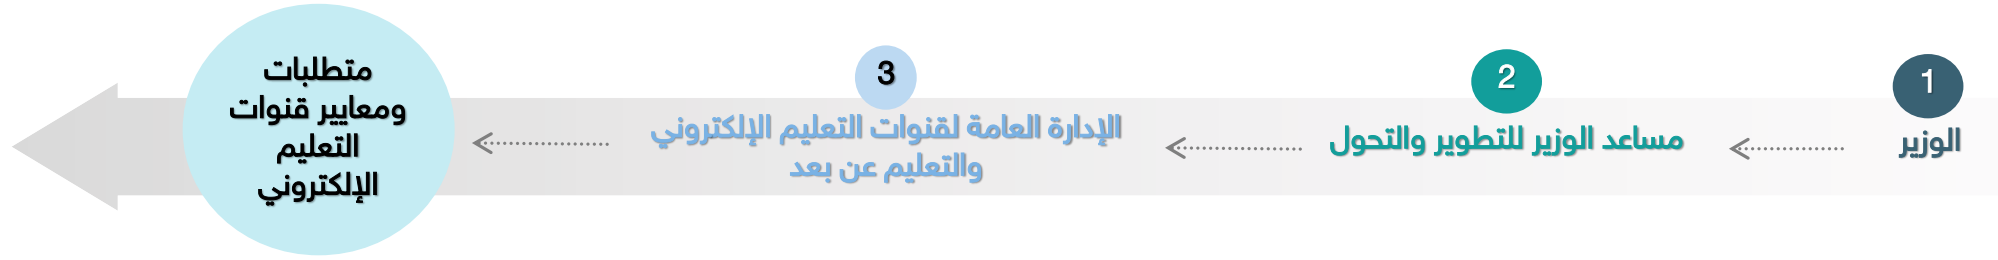 1
الوزير
2
مساعد الوزير للتطوير والتحول
3
الإدارة العامة لقنوات التعليم الإلكتروني
والتعليم عن بعد
متطلبات
ومعايير قنوات
التعليم
الإلكتروني